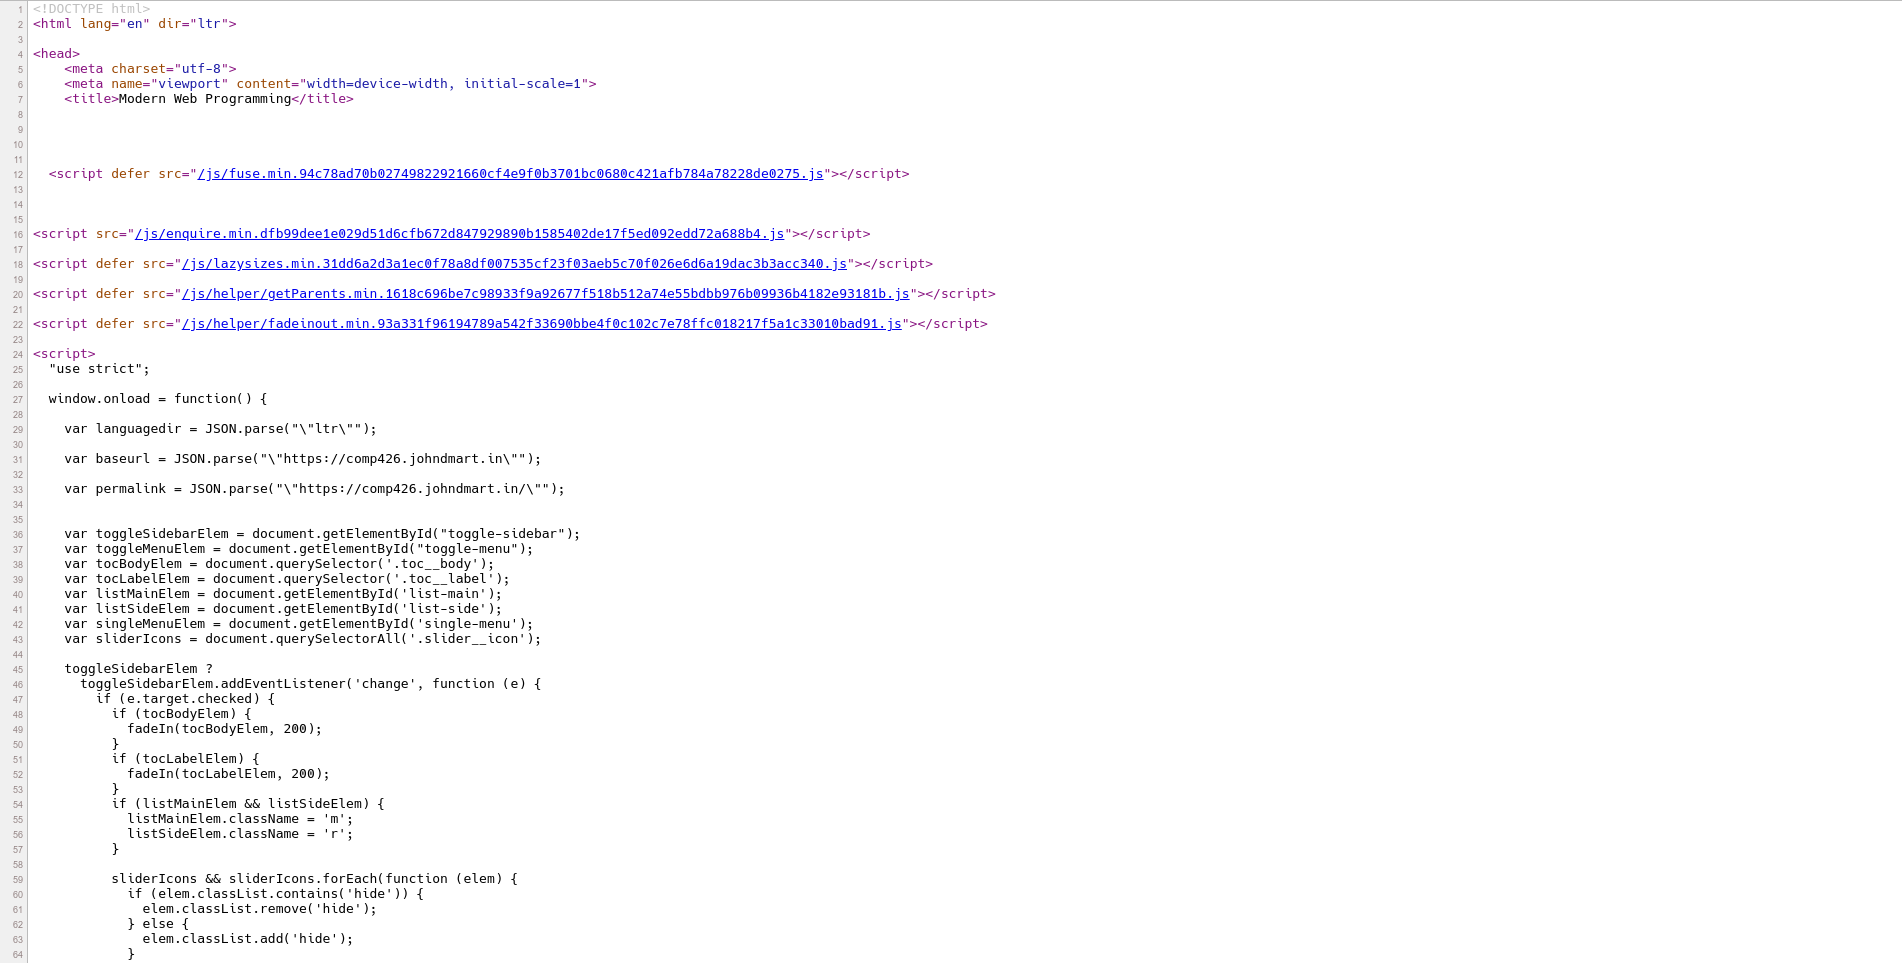 1 <!DOCTYPE html>
2 <html lang="en" dir="ltr">
3
4 <head>
5     <meta charset="utf-8">
6     <meta name="viewport" content="width=device-width, initial-scale=1">
7     <title>Modern Web Programming</title>
8
9
10
11
12   <script defer src="/js/fuse.min.94c78ad70b02749822921660cf4e9f0b3701bc0680c421afb784a78228de0275.js"></script>
13
14
15
16 <script src="/js/enquire.min.dfb99dee1e029d51d6cfb672d847929890b1585402de17f5ed092edd72a688b4.js"></script>
17
18 <script defer src="/js/lazysizes.min.31dd6a2d3a1ec0f78a8df007535cf23f03aeb5c70f026e6d6a19dac3b3acc340.js"></script>
19
20 <script defer src="/js/helper/getParents.min.1618c696be7c98933f9a92677f518b512a74e55bdbb976b09936b4182e93181b.js"></script>
21
22 <script defer src="/js/helper/fadeinout.min.93a331f96194789a542f33690bbe4f0c102c7e78ffc018217f5a1c33010bad91.js"></script>
23
24 <script>
25   "use strict";
26
27   window.onload = function() {
28
29     var languagedir = JSON.parse("\"ltr\"");
30
31     var baseurl = JSON.parse("\"https://comp426.johndmart.in\"");
32
33     var permalink = JSON.parse("\"https://comp426.johndmart.in/\"");
34
35
36     var toggleSidebarElem = document.getElementById("toggle-sidebar");
37     var toggleMenuElem = document.getElementById("toggle-menu");
38     var tocBodyElem = document.querySelector('.toc__body');
39     var tocLabelElem = document.querySelector('.toc__label');
40     var listMainElem = document.getElementById('list-main');
41     var listSideElem = document.getElementById('list-side');
42     var singleMenuElem = document.getElementById('single-menu');
43     var sliderIcons = document.querySelectorAll('.slider__icon');
44
45     toggleSidebarElem ?
46       toggleSidebarElem.addEventListener('change', function (e) {
47         if (e.target.checked) {
48           if (tocBodyElem) {
49             fadeIn(tocBodyElem, 200);
50           }
51           if (tocLabelElem) {
52             fadeIn(tocLabelElem, 200);
53           }
54           if (listMainElem && listSideElem) {
55             listMainElem.className = 'm';
56             listSideElem.className = 'r';
57           }
58
59           sliderIcons && sliderIcons.forEach(function (elem) {
60             if (elem.classList.contains('hide')) {
61               elem.classList.remove('hide');
62             } else {
63               elem.classList.add('hide');
64             }